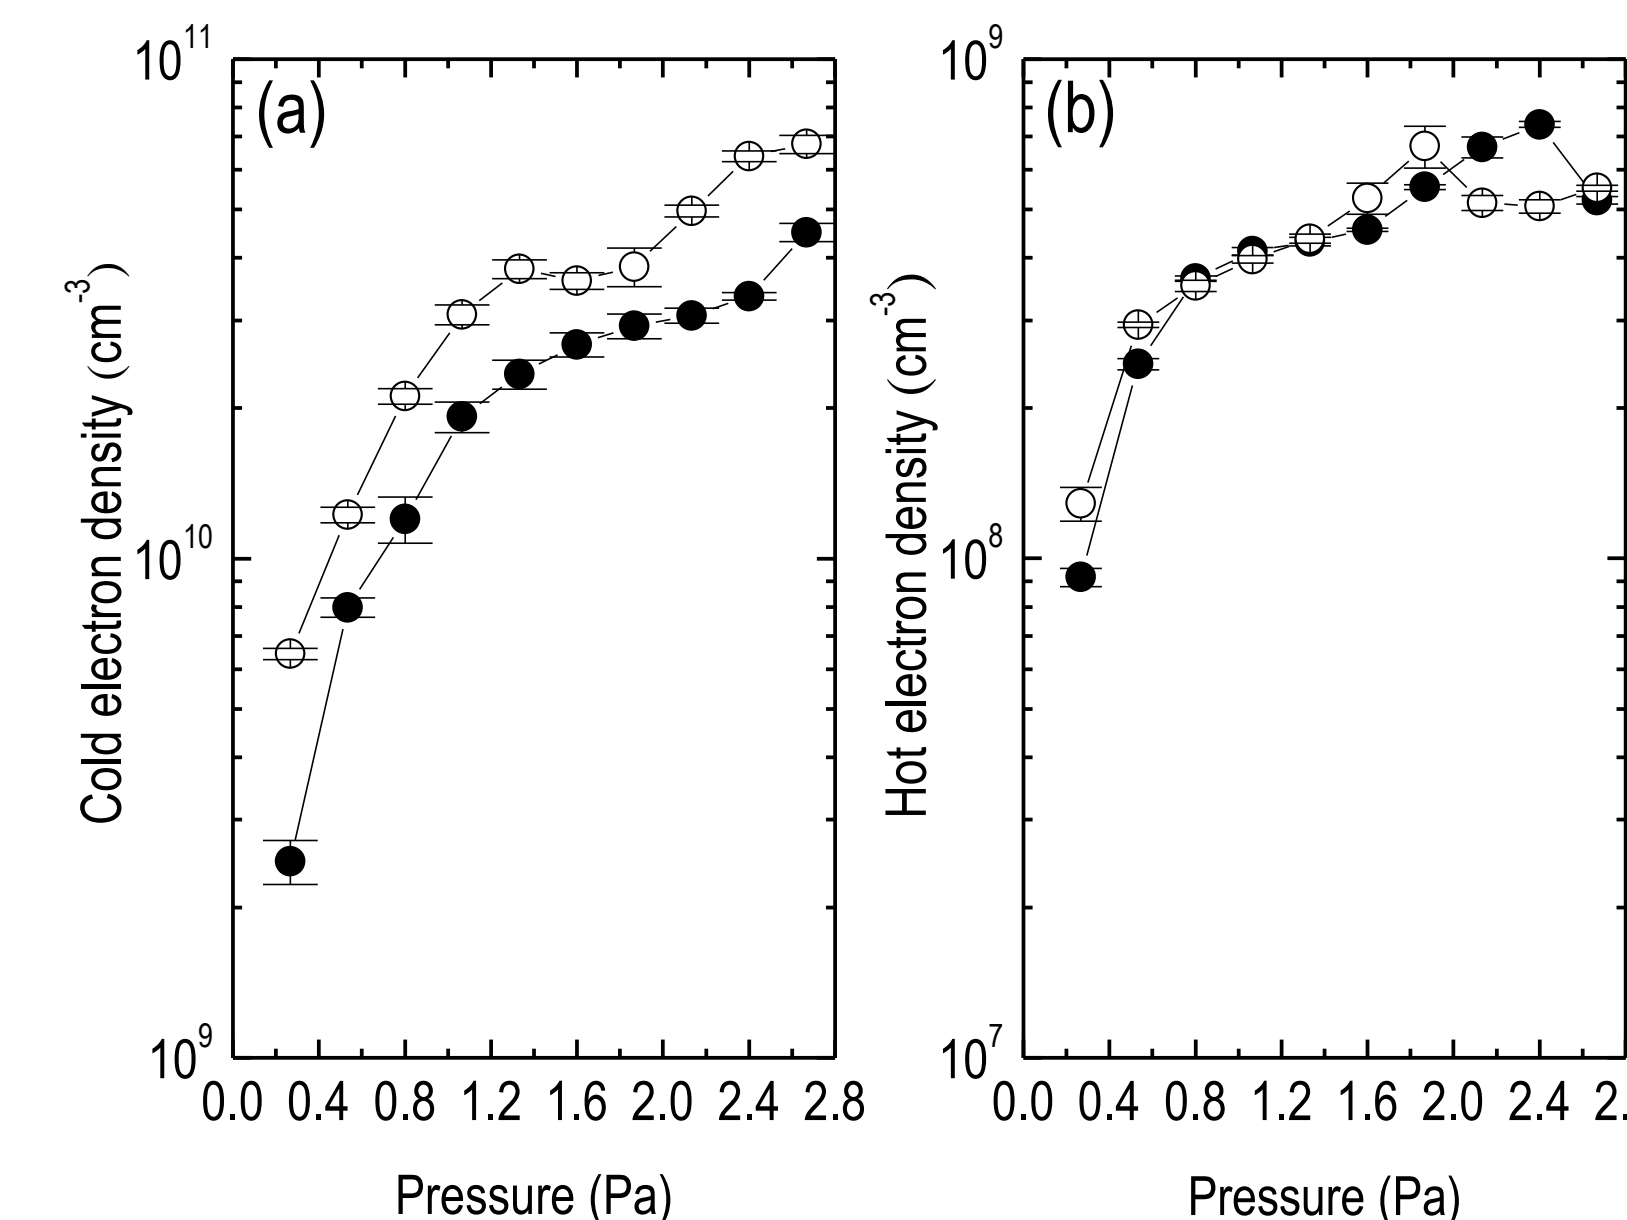 (a)
10^11
10^10
10^9
Cold electron density (cm^-3)
0.0 0.4 0.8 1.2 1.6 2.0 2.4 2.8
Pressure (Pa)
(b)
10^9
10^8
10^7
Hot electron density (cm^-3)
0.0 0.4 0.8 1.2 1.6 2.0 2.4 2.
Pressure (Pa)